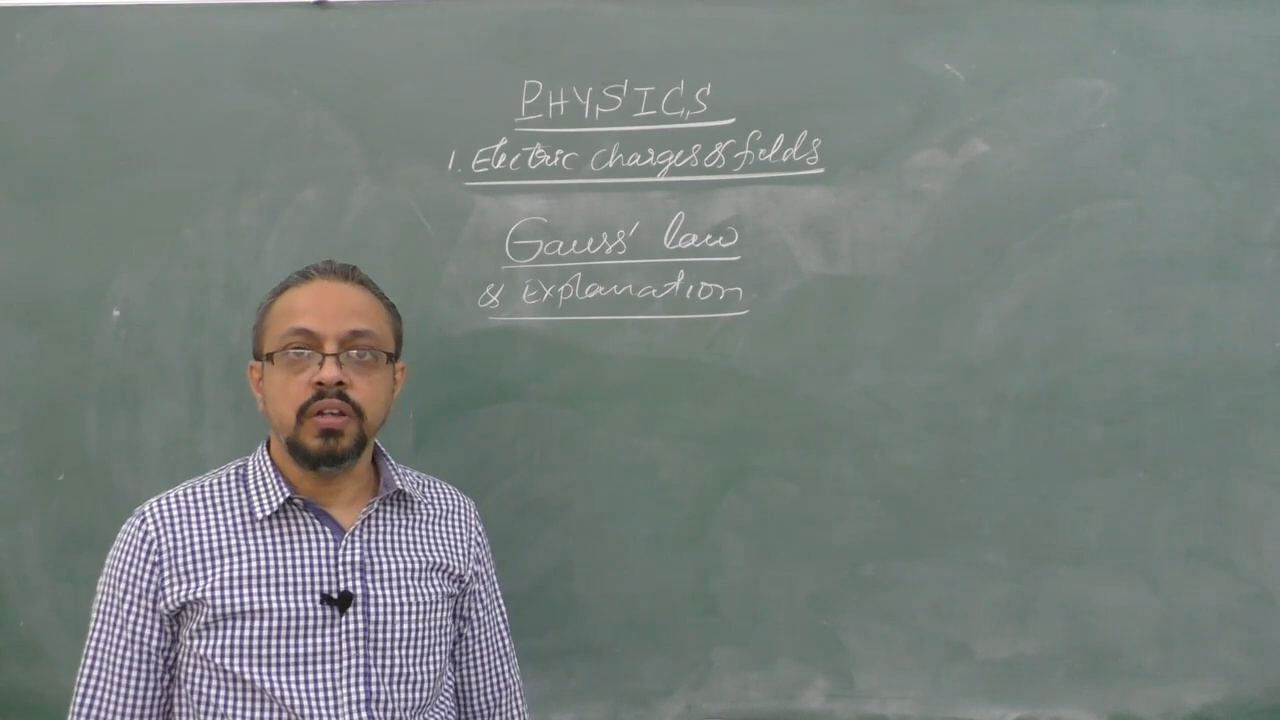 PHYSICS
1. Electric charges & fields
Gauss' law
& Explanation